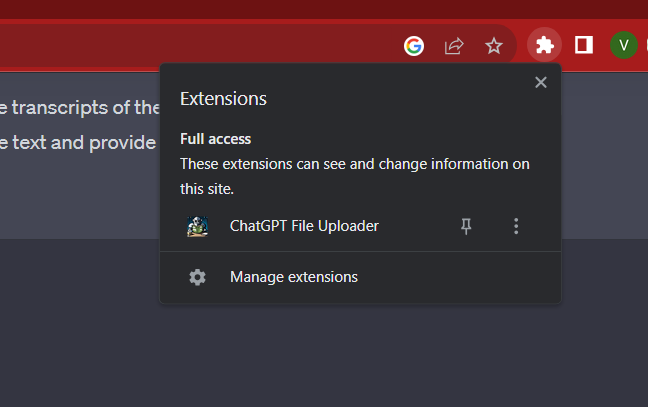 V
e transcripts of the
e text and provide
Extensions
Full access
These extensions can see and change information on
this site.
ChatGPT File Uploader
Manage extensions